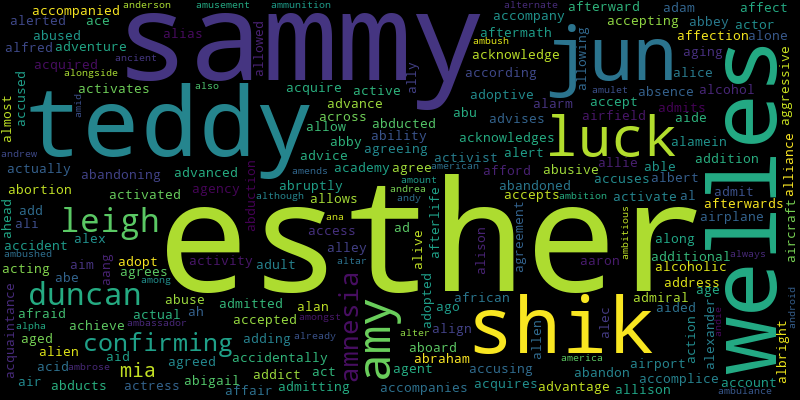 anderson amusement ammunition alternate
accompanied alerted ace alias allowed sammy ally accompany afterward adam abbey affect
abused alfred adventure aftermath jun accepting actor
acknowledge affection alone
ambush allowing aging
acquired alongside ancient according alice
activates also acquire active adoptive absence alcohol
accused teddy advance abu alarm amulet accept admits aggressive
almost amid across abducted advises airfield aide
andrew allow ability acknowledges luck alamein
actually abandoning advanced advice abby agreeing activist alert allie able addition
academy agree american afford abusive accuses albert
abortion activated agency abduction abruptly amends amount abandoned activate al admit alliance
although allows andrea andy accepts ambition afterwards
ahead add leigh esther ana ad afterlife agreement ambitious airplane welles
ali alex access alley alive alison along always
accident ambushed activity adult altar aaron additional aircraft
acting aim aang agrees among alcoholic
abe adopt amnesia adopted address
acquaintance duncan abuse admitted alan amongst ago african admiral age
afraid actual ah accepted amy align shik aided android
alpha achieve ambassador adding already alter allen alec action alexander
aged confirming aboard america albright
alien aid accidentally abraham accusing airport angie
acid ambrose mia agreed addict act agent abandon accomplice
air abducts actress abigail affair admitting accompanies acquires advantage allison account ambulance